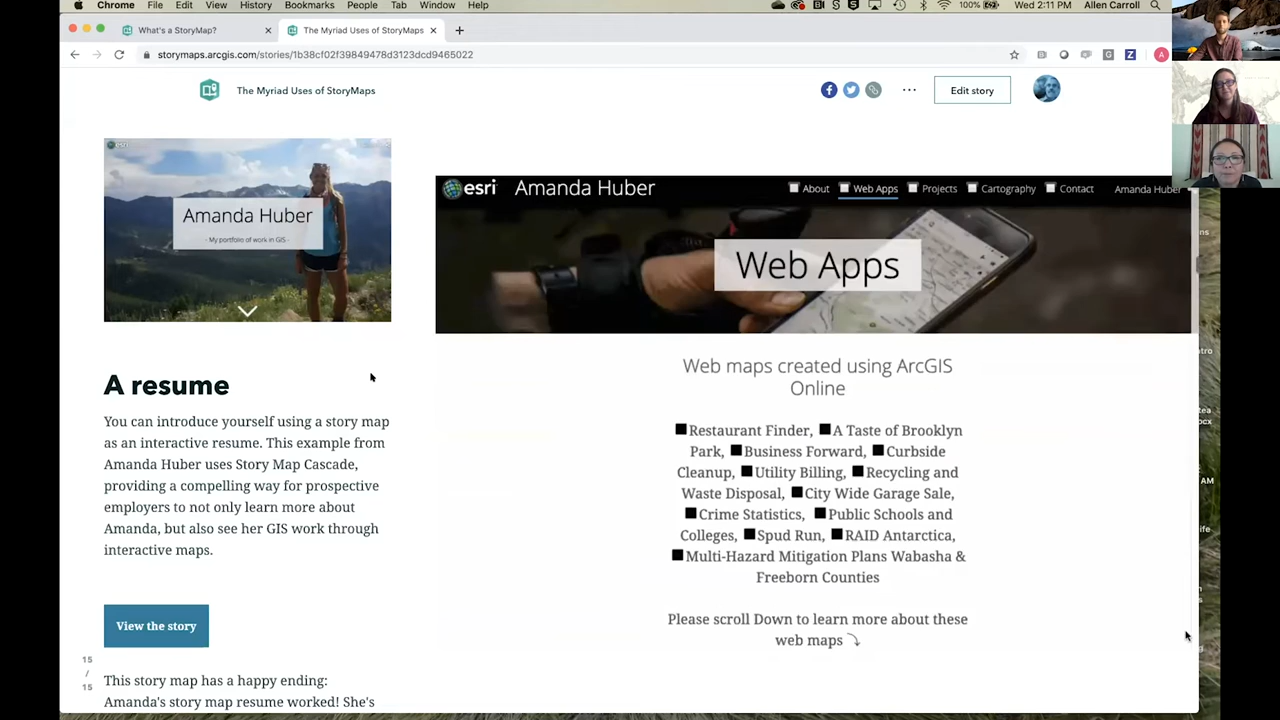 Chrome File Edit View History Bookmarks People Tab Window Help
100% Wed 2:11 PM Allen Carroll
What's a StoryMap?
The Myriad Uses of StoryMaps
storymaps.arcgis.com/stories/1b38cf02f39849478d3123dcd9465022
The Myriad Uses of StoryMaps
Edit story
esri
Amanda Huber
- My portfolio of work in GIS -
A resume
You can introduce yourself using a story map
as an interactive resume. This example from
Amanda Huber uses Story Map Cascade,
providing a compelling way for prospective
employers to not only learn more about
Amanda, but also see her GIS work through
interactive maps.
View the story
15
/
15
This story map has a happy ending:
Amanda's story map resume worked! She's
esri Amanda Huber
About Web Apps Projects Cartography Contact Amanda Huber
Web Apps
Web maps created using ArcGIS
Online
Restaurant Finder, A Taste of Brooklyn
Park, Business Forward, Curbside
Cleanup, Utility Billing, Recycling and
Waste Disposal, City Wide Garage Sale,
Crime Statistics, Public Schools and
Colleges, Spud Run, RAID Antarctica,
Multi-Hazard Mitigation Plans Wabasha &
Freeborn Counties
Please scroll Down to learn more about these
web maps